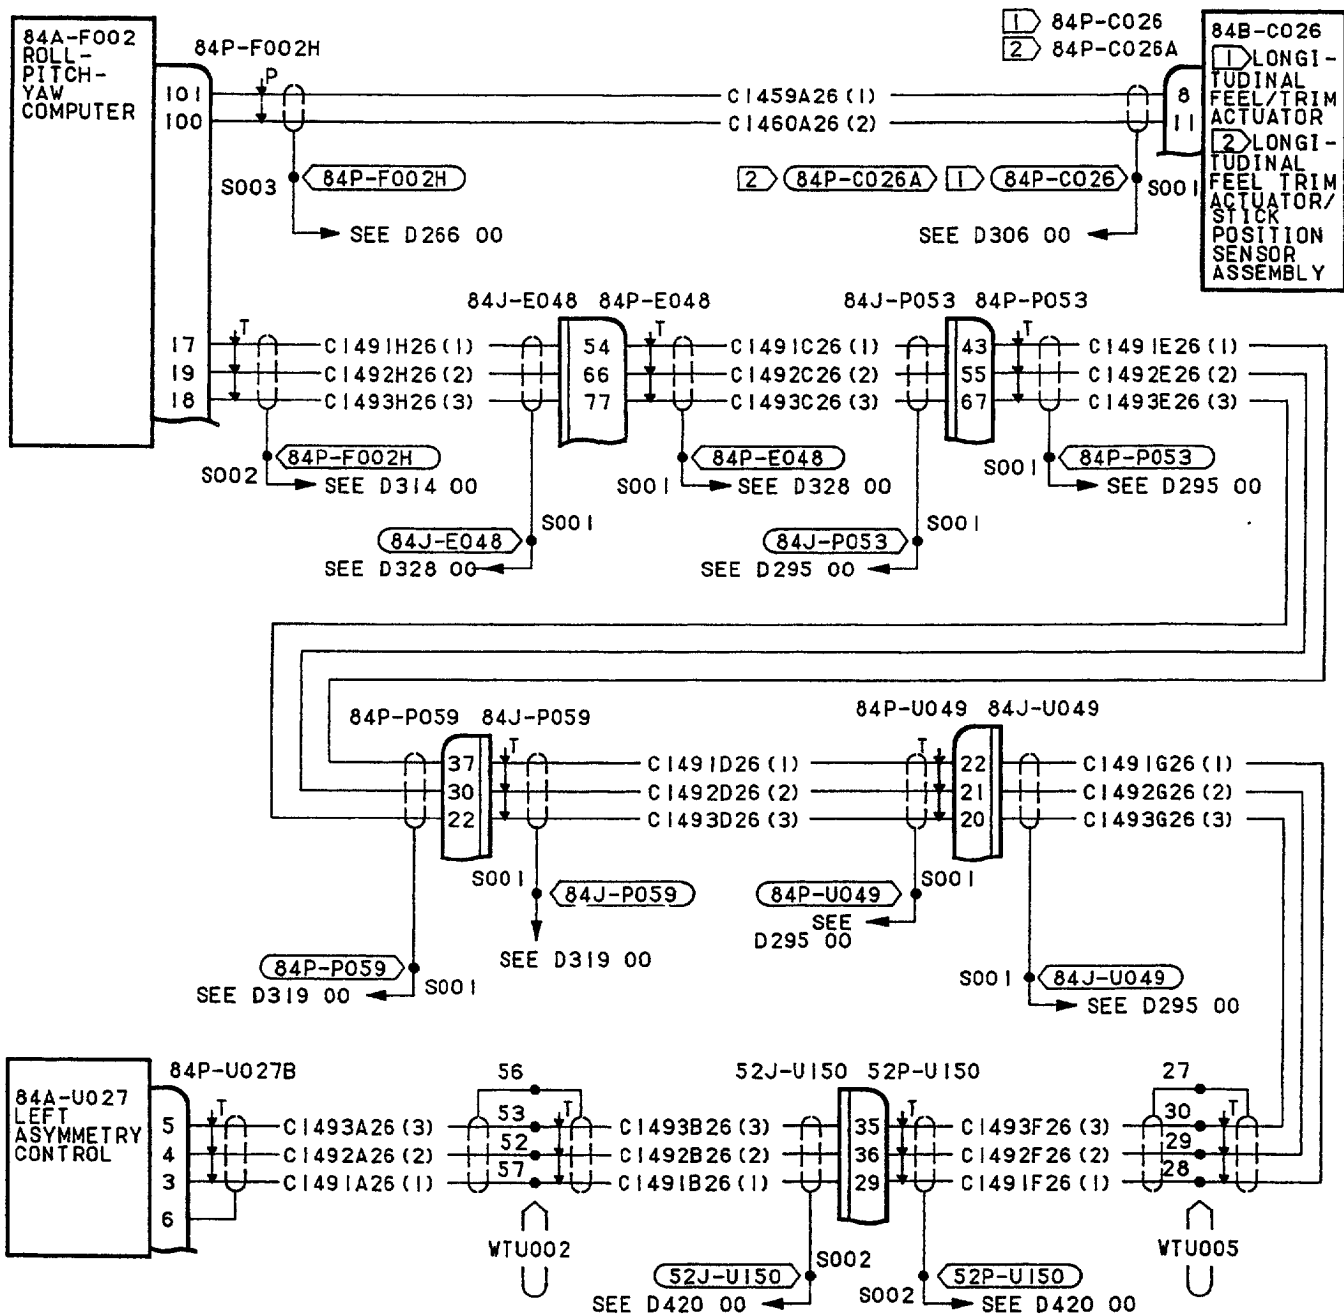 84A-F002
ROLL-
PITCH-
YAW
COMPUTER
84P-F002H
P
101
100
C1459A26 (1)
C1460A26 (2)
1 84P-C026
2 84P-C026A
8
11
84B-C026
1 LONGI-
TUDINAL
FEEL/TRIM
ACTUATOR
2 LONGI-
TUDINAL
FEEL TRIM
ACTUATOR/
STICK
POSITION
SENSOR
ASSEMBLY
S003 84P-F002H
2 84P-C026A 1 84P-C026 S001
SEE D266 00
SEE D306 00
84J-E048 84P-E048
84J-P053 84P-P053
T T T
17 C1491H26 (1) 54 C1491C26 (1) 43 C1491E26 (1)
19 C1492H26 (2) 66 C1492C26 (2) 55 C1492E26 (2)
18 C1493H26 (3) 77 C1493C26 (3) 67 C1493E26 (3)
S002 84P-F002H
S001 84P-E048
S001 84P-P053
SEE D314 00
SEE D328 00
SEE D295 00
84J-E048 S001
84J-P053 S001
SEE D328 00
SEE D295 00
84P-P059 84J-P059
84P-U049 84J-U049
T T
37 C1491D26 (1) 22 C1491G26 (1)
30 C1492D26 (2) 21 C1492G26 (2)
22 C1493D26 (3) 20 C1493G26 (3)
S001 84J-P059
84P-U049 S001
SEE D319 00
SEE
D295 00
84P-P059 S001
S001 84J-U049
SEE D319 00
SEE D295 00
84A-U027
LEFT
ASYMMETRY
CONTROL
84P-U027B
56
52J-U150 52P-U150
27
T T T T
5 C1493A26 (3) 53 C1493B26 (3) 35 C1493F26 (3) 30
4 C1492A26 (2) 52 C1492B26 (2) 36 C1492F26 (2) 29
3 C1491A26 (1) 57 C1491B26 (1) 29 C1491F26 (1) 28
6
WTU002
WTU005
52J-U150 S002
S002 52P-U150
SEE D420 00
SEE D420 00